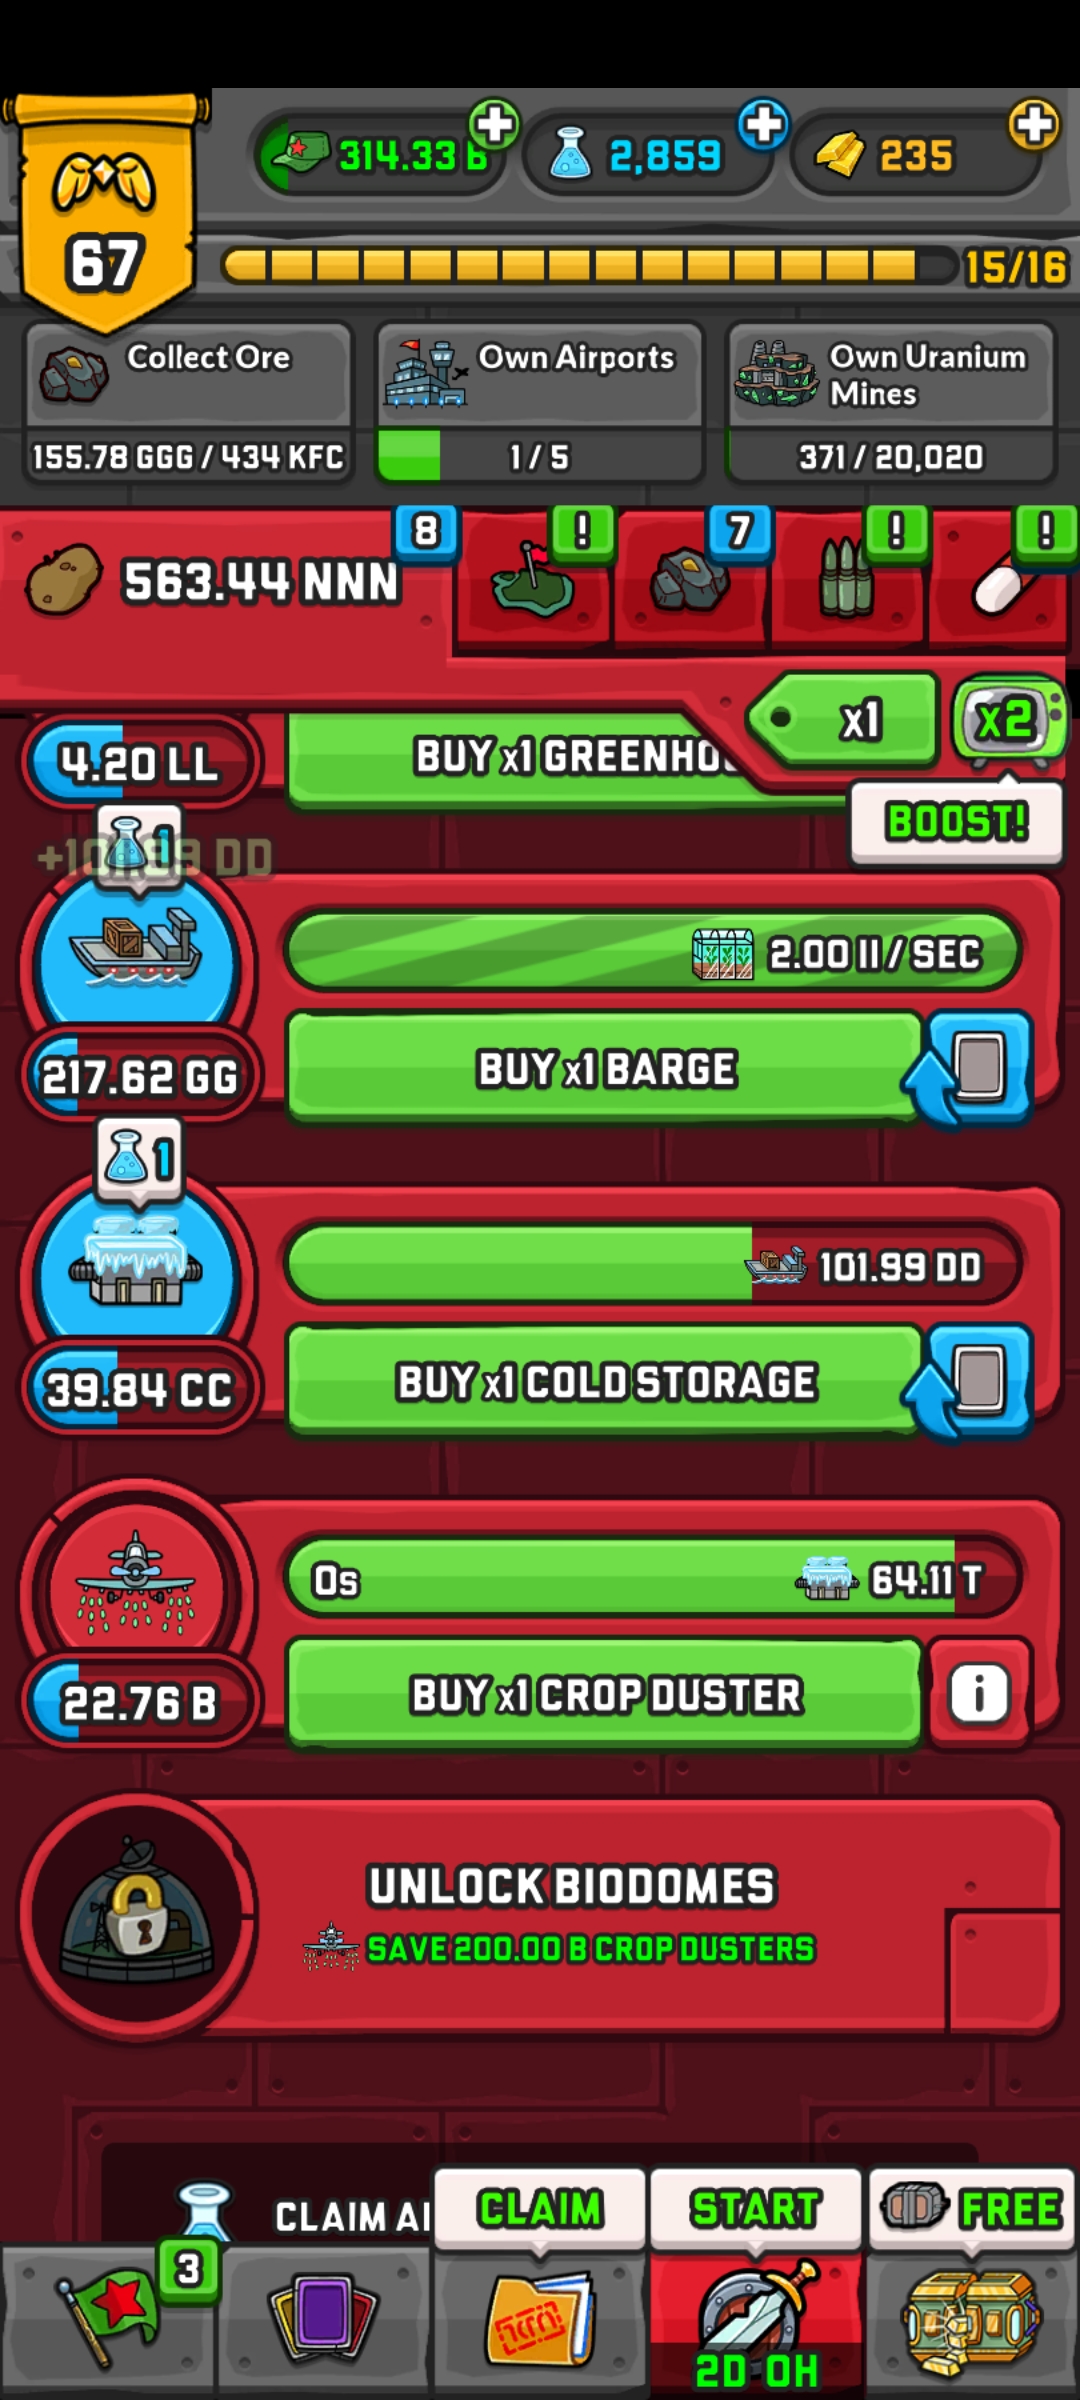 67
314.33 B
2,859
235
15/16
Collect Ore
155.78 GGG / 434 KFC
Own Airports
1 / 5
Own Uranium
Mines
371 / 20,020
563.44 NNN
8
!
7
!
!
x1
x2
BOOST!
4.20 LL
BUY x1
1
+101.99 DD
2.00 II / SEC
217.62 GG
BUY x1 BARGE
1
101.99 DD
39.84 CC
BUY x1 COLD STORAGE
0s
64.11 T
22.76 B
BUY x1 CROP DUSTER
i
UNLOCK BIODOMES
SAVE 200.00 B CROP DUSTERS
CLAIM
CLAIM
START
FREE
3
2D 0H